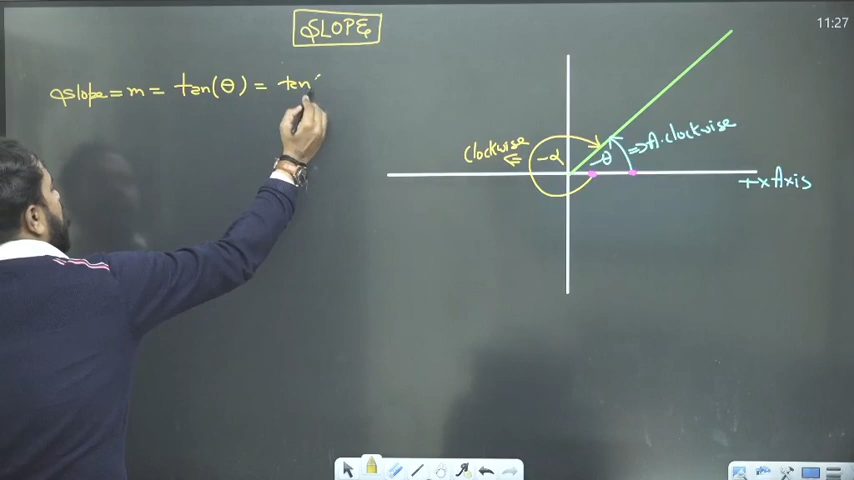 SLOPE
11:27
slope = m = tan(θ) = tan
Clockwise
⇐
-α
-θ
⇒ A.clockwise
+x Axis